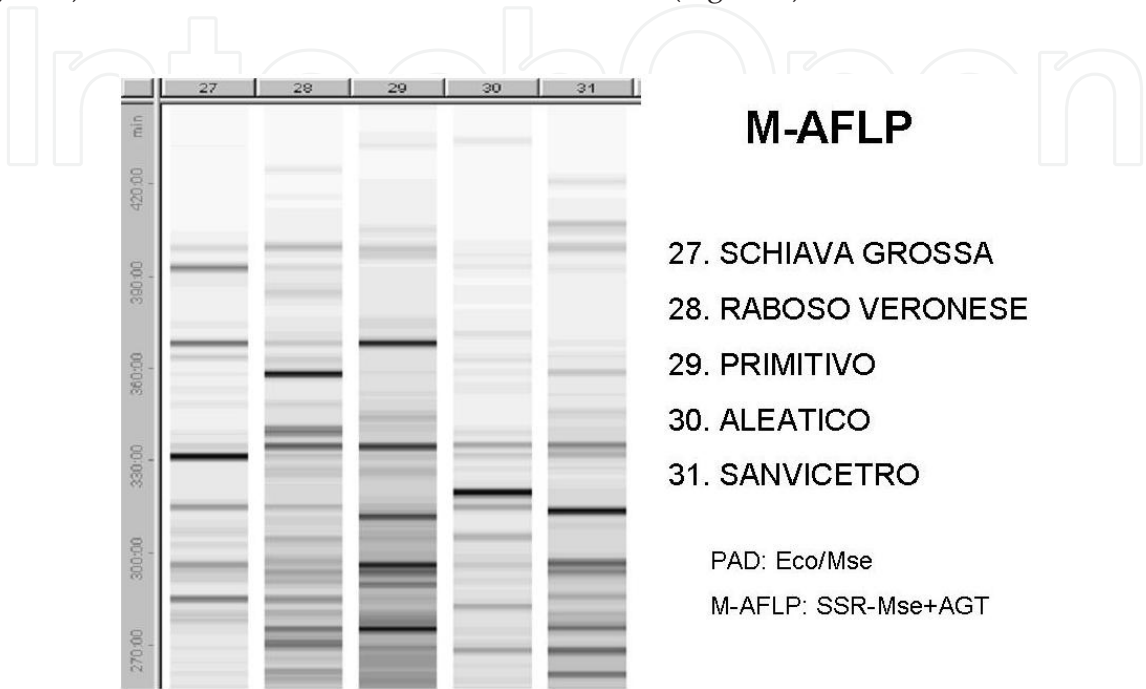 IntechOpen
27 28 29 30 31
M-AFLP
min
420:00
390:00
360:00
330:00
300:00
270:00
27. SCHIAVA GROSSA
28. RABOSO VERONESE
29. PRIMITIVO
30. ALEATICO
31. SANVICETRO
PAD: Eco/Mse
M-AFLP: SSR-Mse+AGT